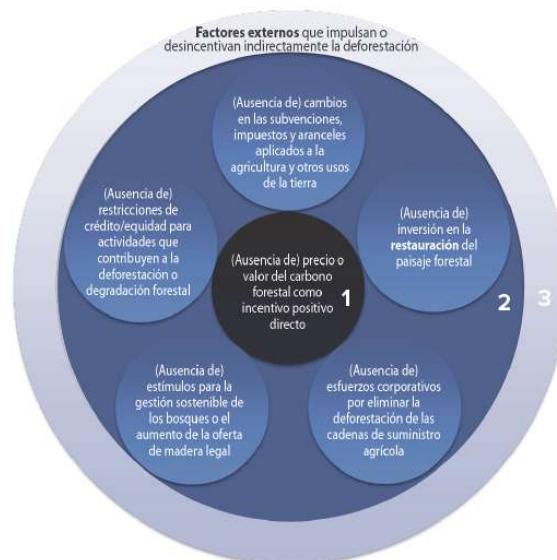 Factores externos que impulsan o
desincentivan indirectamente la deforestación
(Ausencia de) cambios
en las subvenciones,
impuestos y aranceles
aplicados a la
agricultura y otros usos
de la tierra
(Ausencia de)
restricciones de
crédito/equidad para
actividades que
contribuyen a la
deforestación o
degradación forestal
(Ausencia de)
inversión en la
restauración del
paisaje forestal
(Ausencia de) precio o
valor del carbono
forestal como
incentivo positivo
directo
1
2
3
(Ausencia de)
estímulos para la
gestión sostenible de
los bosques o el
aumento de la oferta
de madera legal
(Ausencia de)
esfuerzos corporativos
por eliminar la
deforestación de las
cadenas de suministro
agrícola